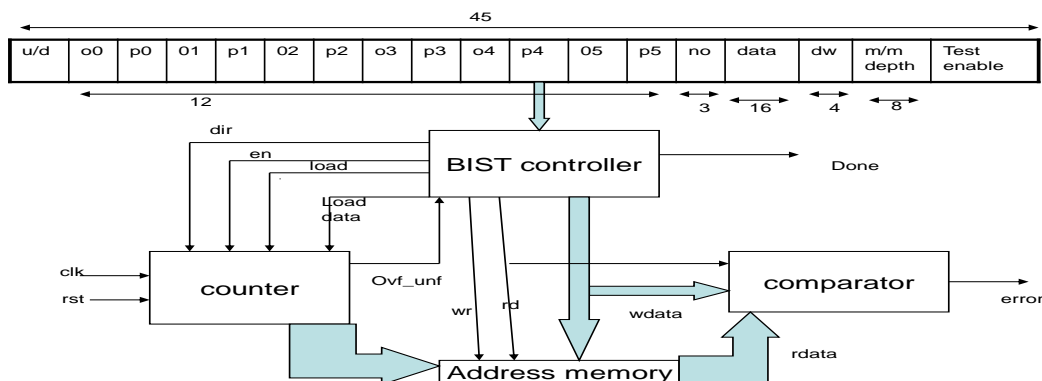 45
u/d o0 p0 01 p1 02 p2 o3 p3 o4 p4 05 p5 no data dw m/m depth Test enable
12 3 16 4 8
dir
en
load
BIST controller
Done
Load
data
clk
rst
counter
Ovf_unf
wr
rd
wdata
comparator
error
rdata
Address memory